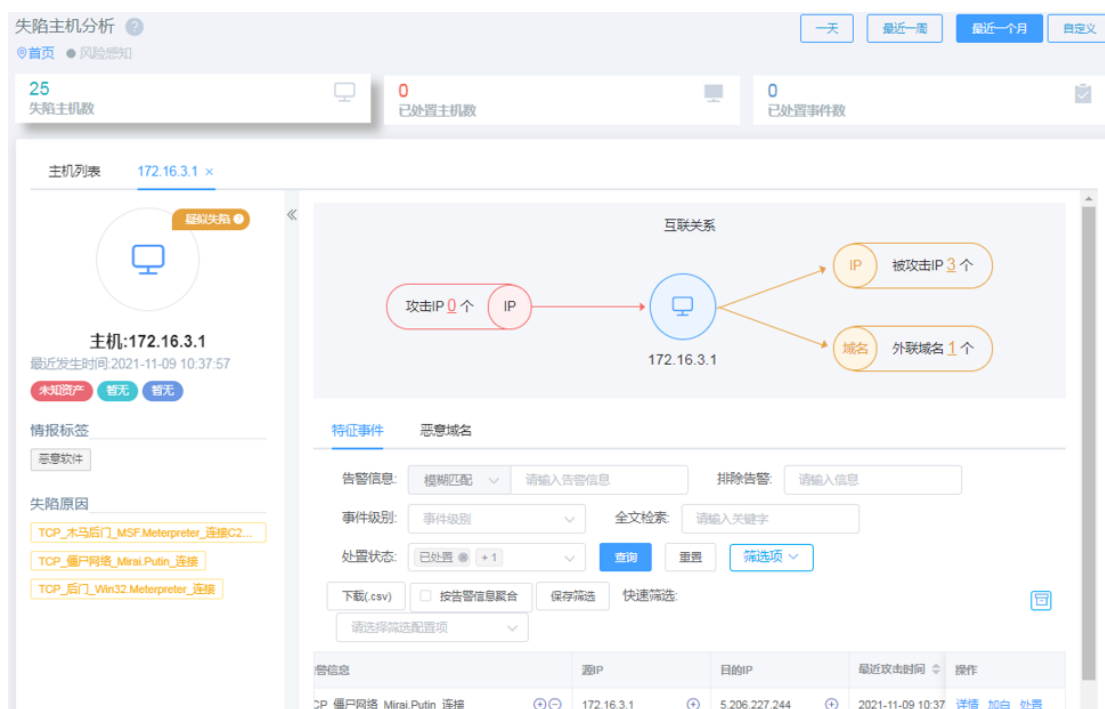 失陷主机分析 ?
一天 最近一周 最近一个月 自定义
首页 风险感知
25
失陷主机数
0
已处置主机数
0
已处置事件数
主机列表 172.16.3.1 ×
疑似失陷 ?
主机:172.16.3.1
最近发生时间:2021-11-09 10:37:57
未知资产 暂无 暂无
情报标签
恶意软件
失陷原因
TCP_木马后门_MSF.Meterpreter_连接C2...
TCP_僵尸网络_Mirai.Putin_连接
TCP_后门_Win32.Meterpreter_连接
互联关系
攻击IP 0 个 IP
172.16.3.1
IP 被攻击IP 3 个
域名 外联域名 1 个
特征事件 恶意域名
告警信息: 模糊匹配 请输入告警信息 排除告警: 请输入信息
事件级别: 事件级别 全文检索: 请输入关键字
处置状态: 已处置 + 1 查询 重置 筛选项
下载(.csv) 按告警信息聚合 保存筛选 快速筛选:
请选择筛选配置项
警信息 源IP 目的IP 最近攻击时间 操作
CP_僵尸网络_Mirai.Putin_连接 172.16.3.1 5.206.227.244 2021-11-09 10:37 详情 加白 处置